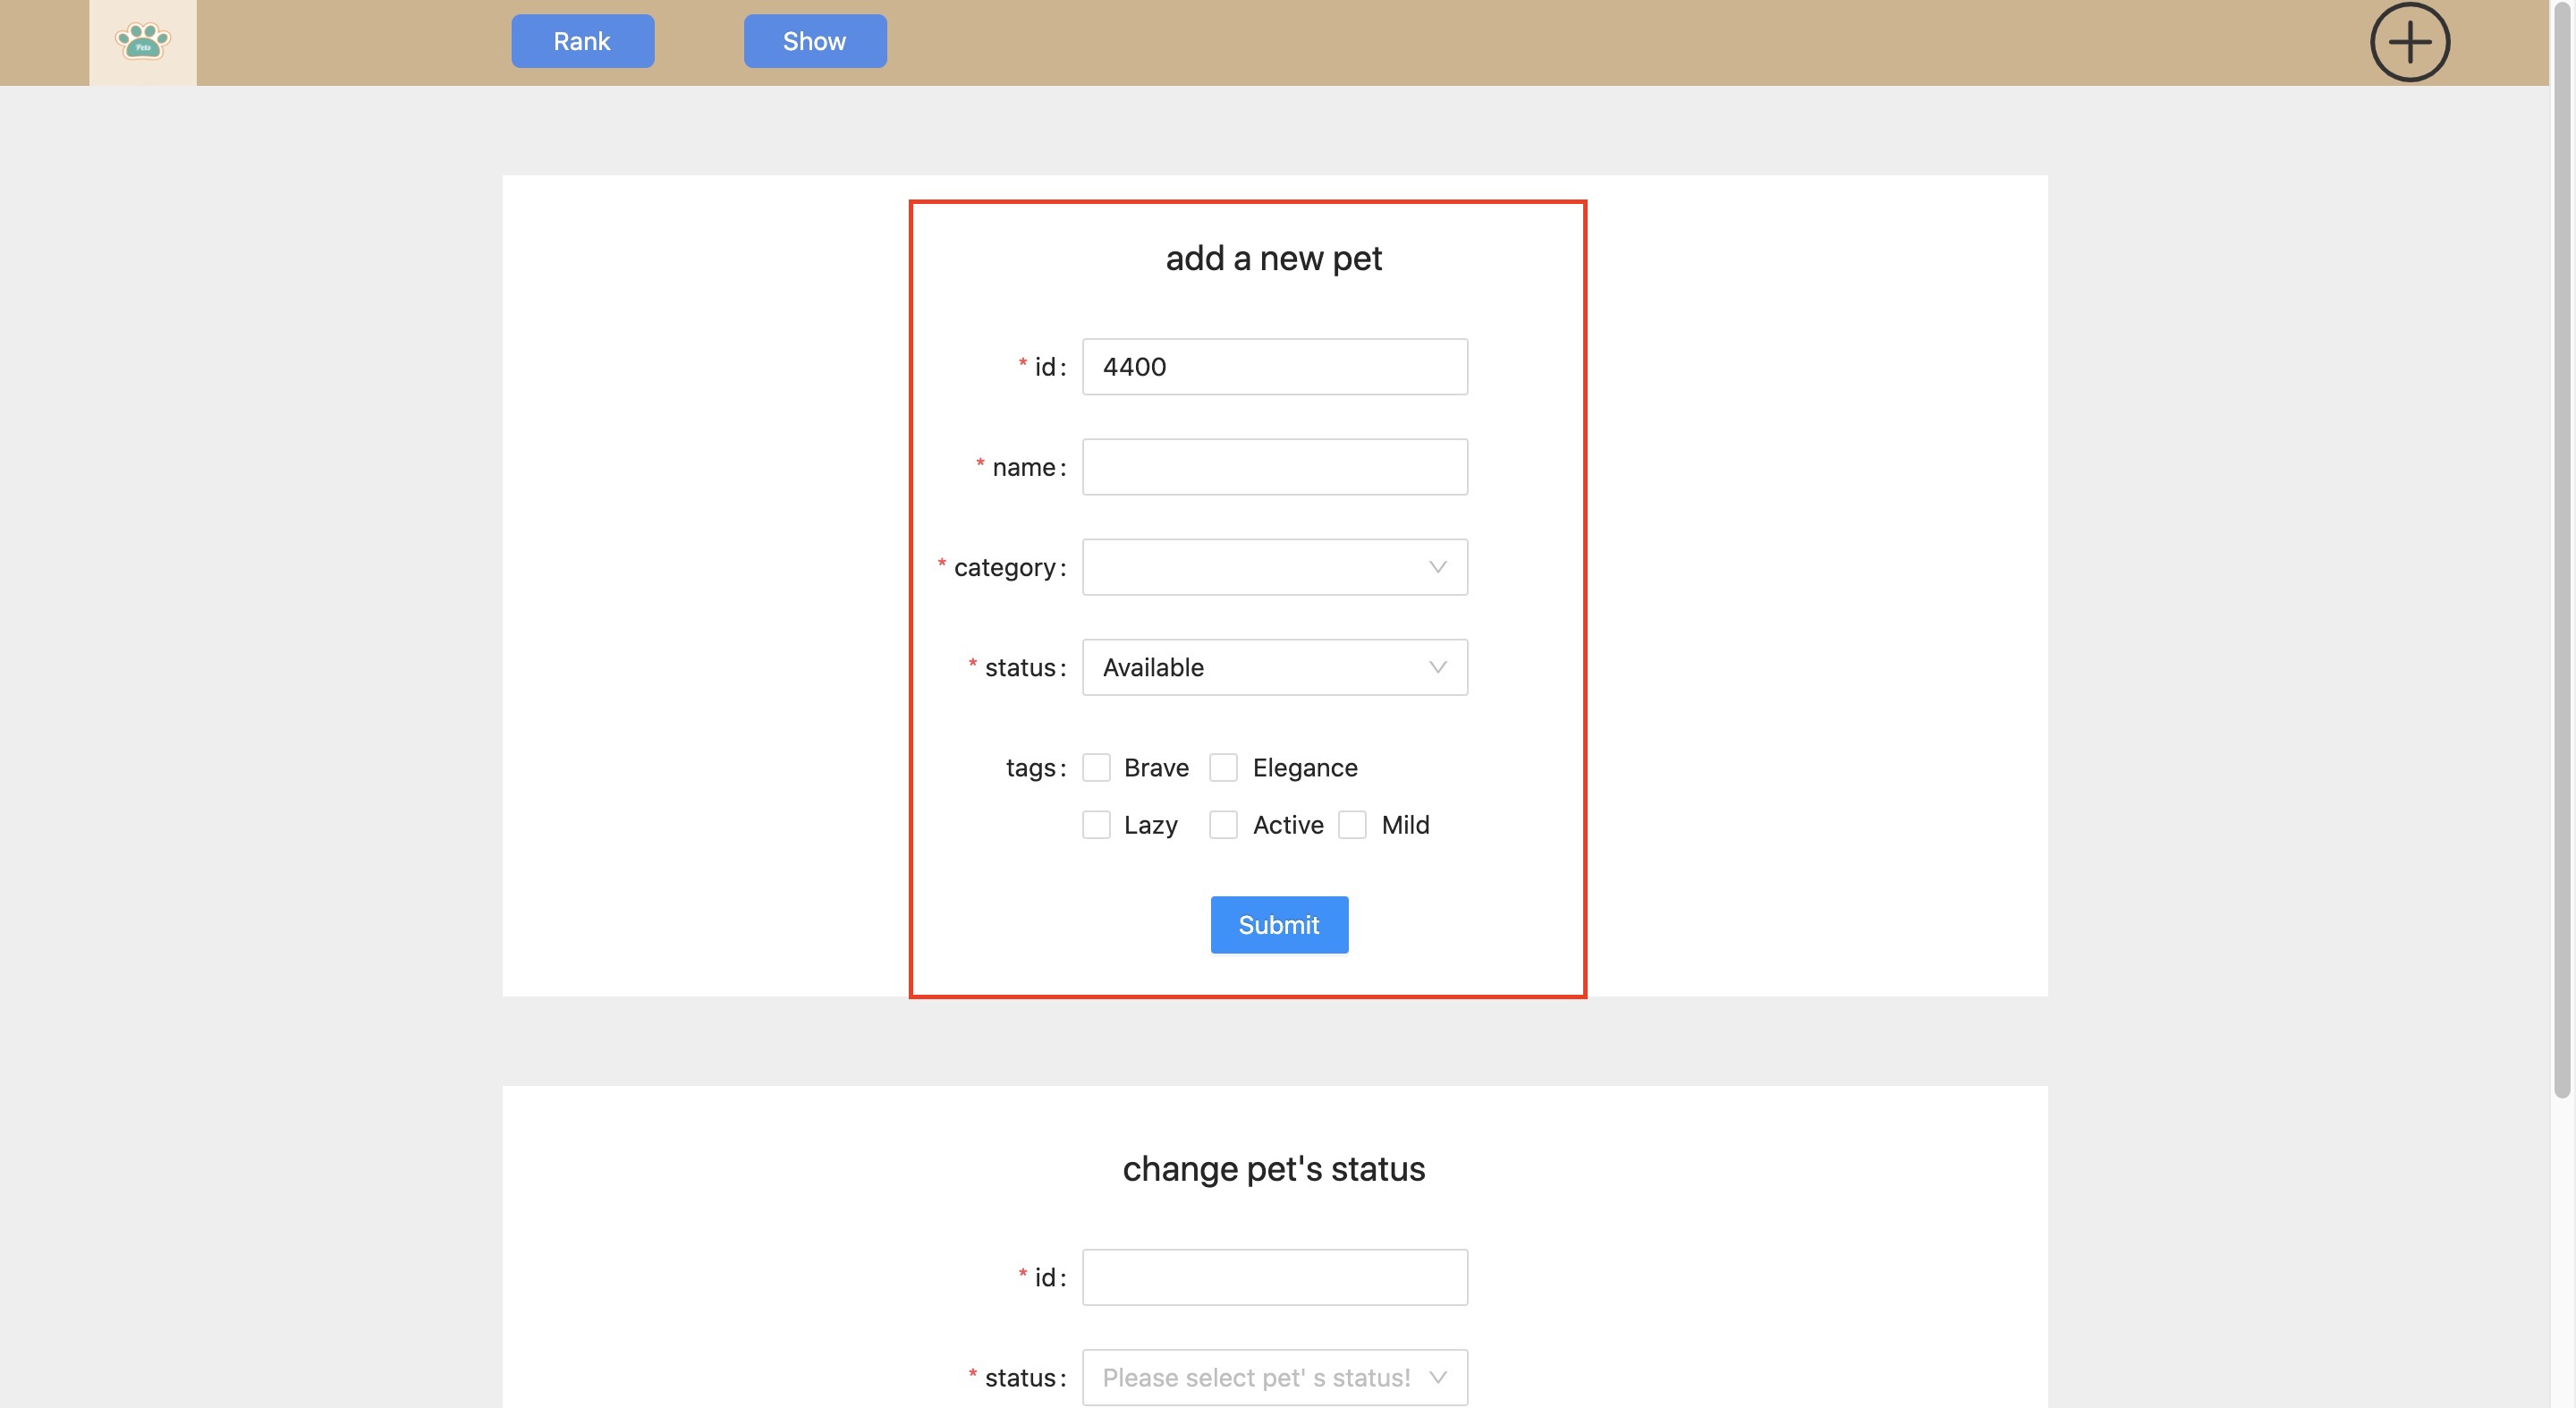 Pets
Rank
Show
add a new pet
* id:
4400
* name:
* category:
* status:
Available
tags:
Brave
Elegance
Lazy
Active
Mild
Submit
change pet's status
* id:
* status:
Please select pet' s status!